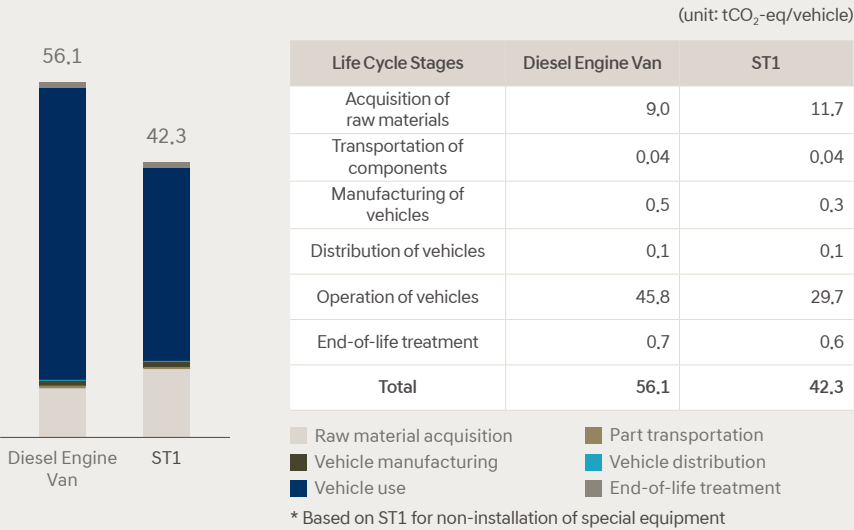 (unit: tCO₂-eq/vehicle)
56.1
42.3
Diesel Engine
Van
ST1
Life Cycle Stages Diesel Engine Van ST1
Acquisition of
raw materials 9.0 11.7
Transportation of
components 0.04 0.04
Manufacturing of
vehicles 0.5 0.3
Distribution of vehicles 0.1 0.1
Operation of vehicles 45.8 29.7
End-of-life treatment 0.7 0.6
Total 56.1 42.3
Raw material acquisition Part transportation
Vehicle manufacturing Vehicle distribution
Vehicle use End-of-life treatment
* Based on ST1 for non-installation of special equipment